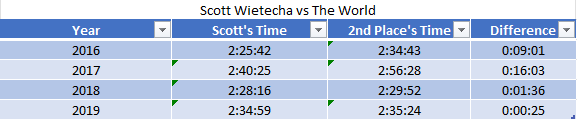 Scott Wietecha vs The World
Year Scott's Time 2nd Place's Time Difference
2016 2:25:42 2:34:43 0:09:01
2017 2:40:25 2:56:28 0:16:03
2018 2:28:16 2:29:52 0:01:36
2019 2:34:59 2:35:24 0:00:25